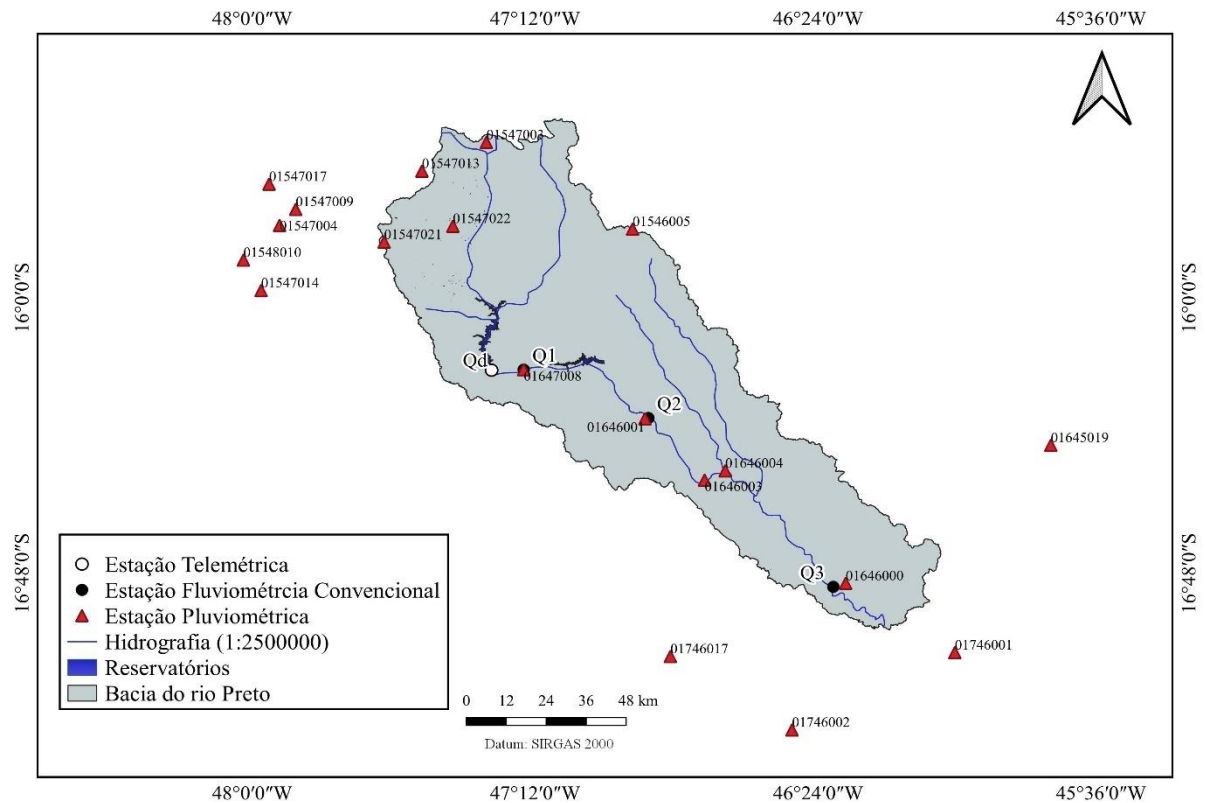 48°0′0″W 47°12′0″W 46°24′0″W 45°36′0″W
01547003
01547013
01547017
01547009
01547022
01547004
01546005
01547021
01548010
01547014
16°0′0″S
16°0′0″S
Qd
Q1
01647008
Q2
01646001
01645019
01646004
01646003
16°48′0″S
16°48′0″S
Q3
01646000
01746017
01746001
01746002
Estação Telemétrica
Estação Fluviométrcia Convencional
Estação Pluviométrica
Hidrografia (1:2500000)
Reservatórios
Bacia do rio Preto
0 12 24 36 48 km
Datum: SIRGAS 2000
48°0′0″W 47°12′0″W 46°24′0″W 45°36′0″W